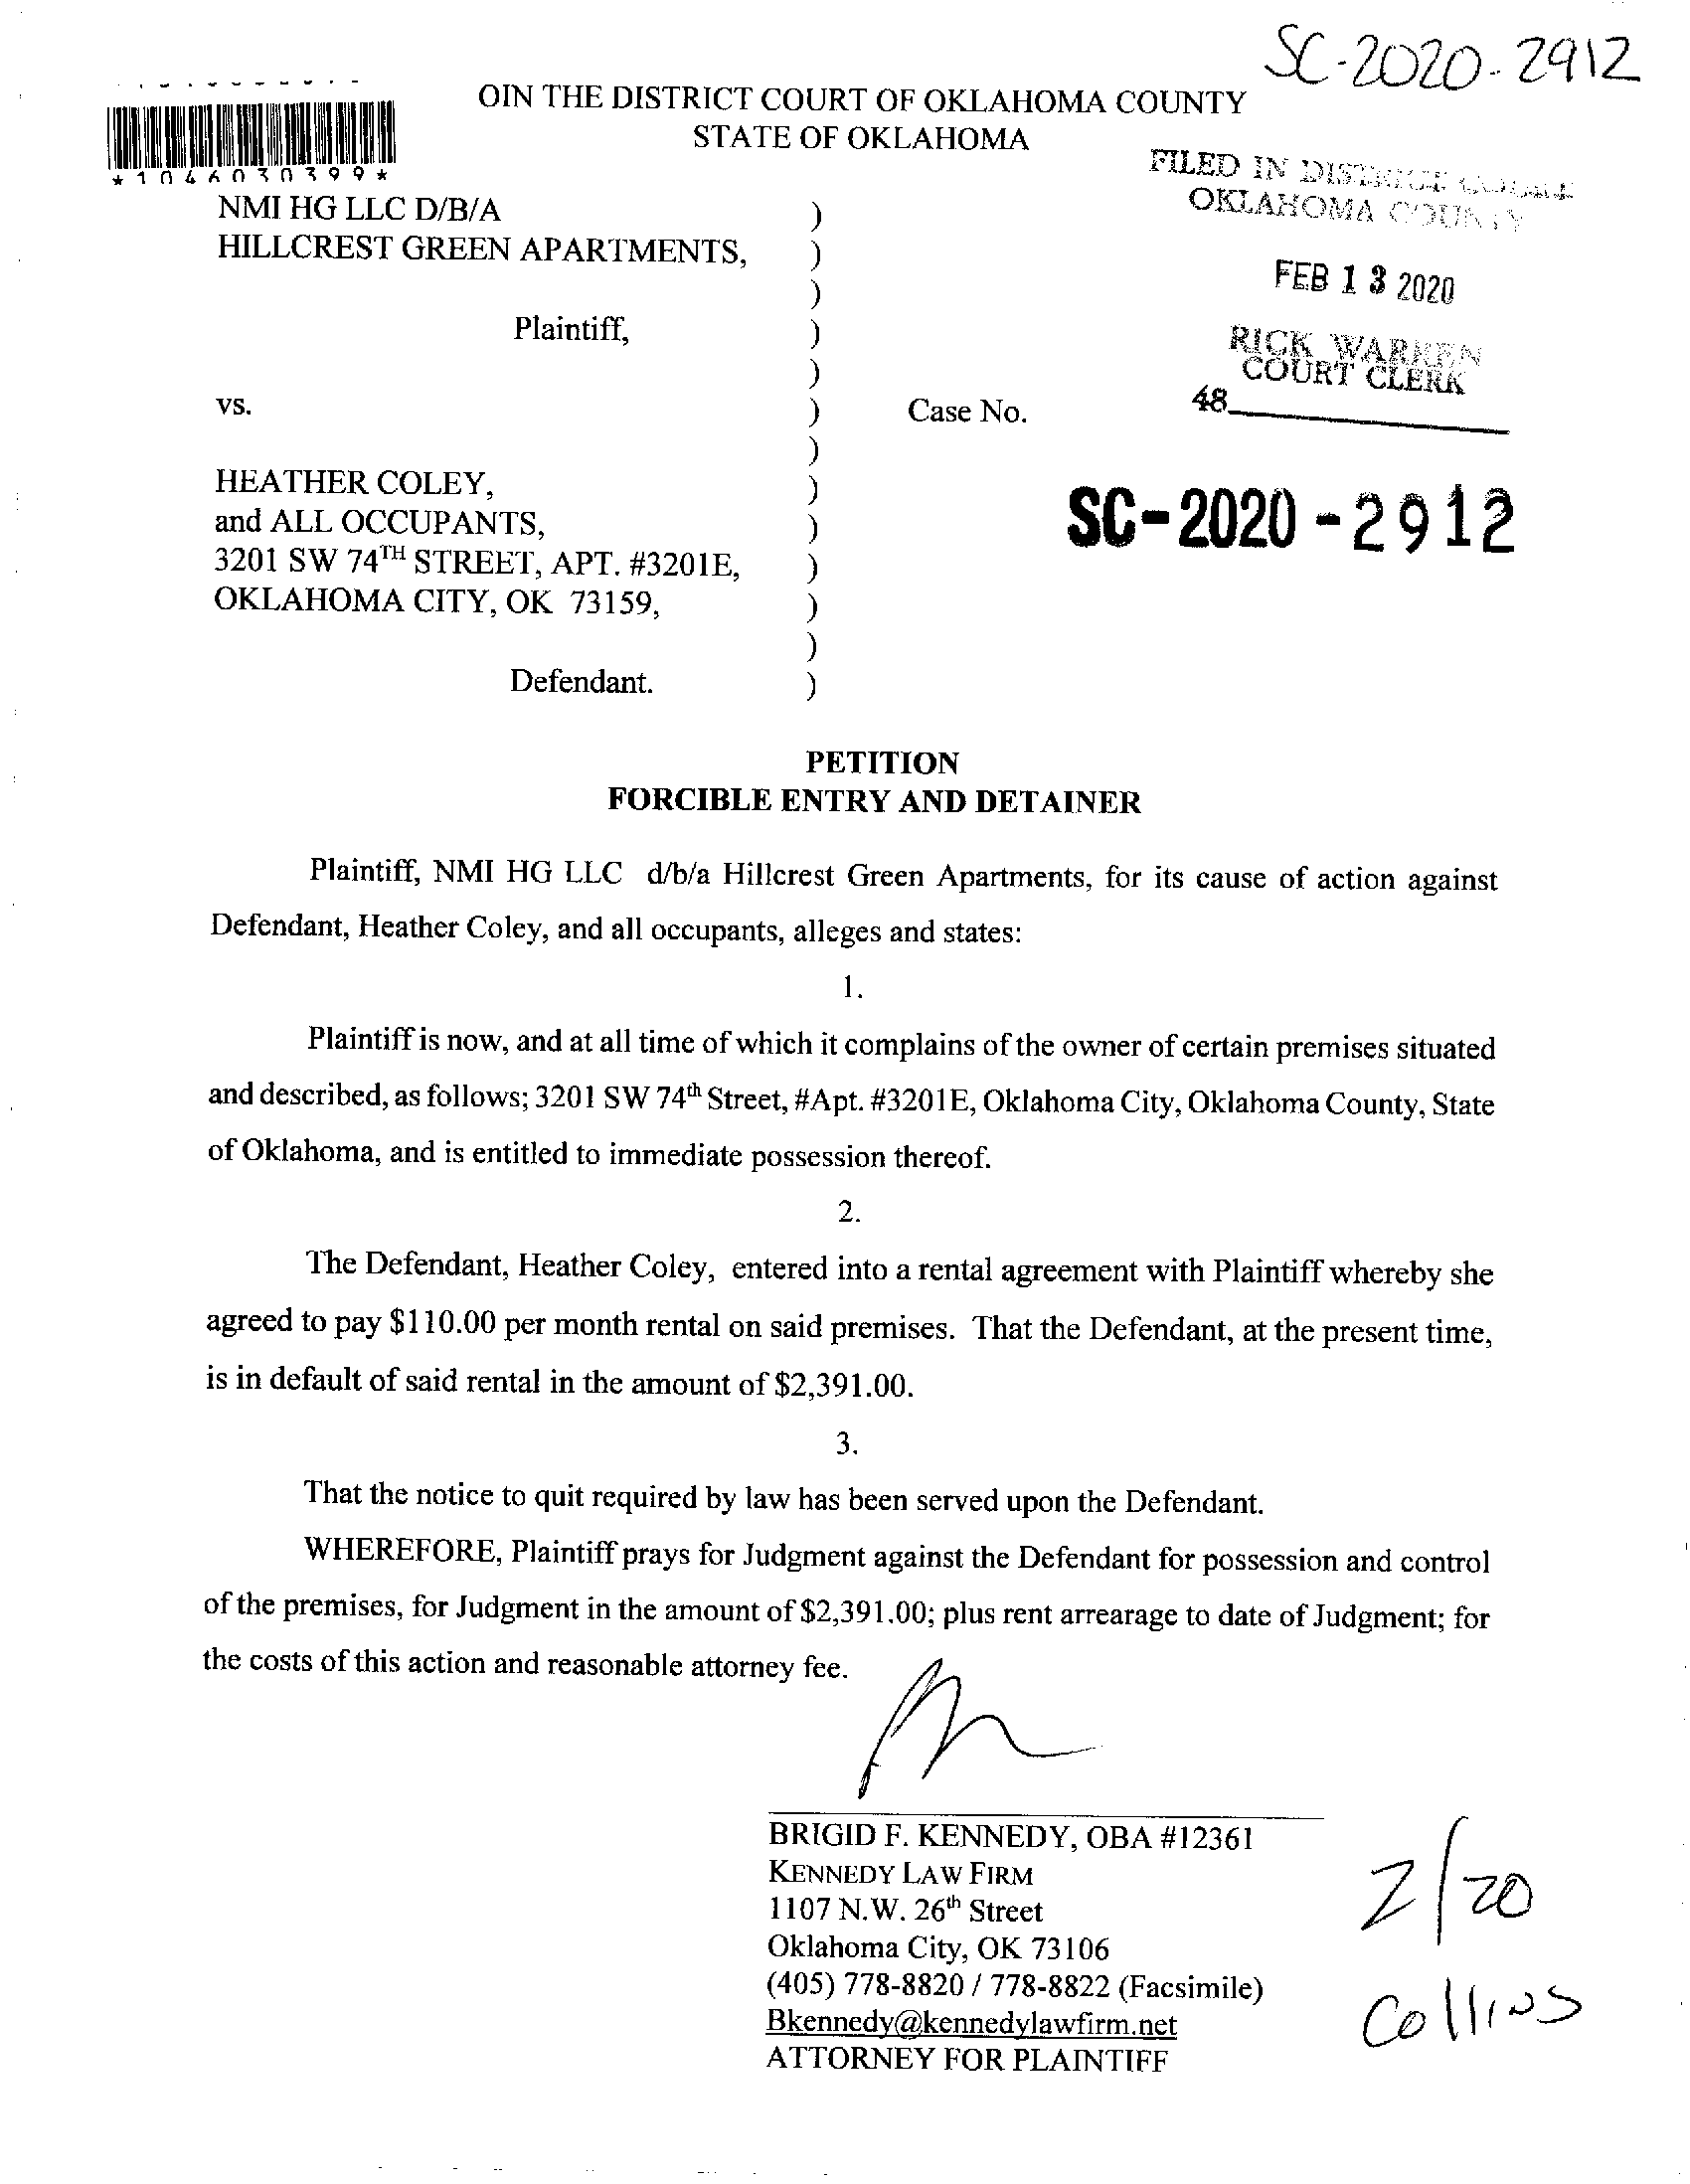 SC-2020-2912
OIN THE DISTRICT COURT OF OKLAHOMA COUNTY
STATE OF OKLAHOMA
*1046030399*
FILED IN DISTRICT COURT
OKLAHOMA COUNTY
FEB 13 2020
RICK WARREN
COURT CLERK
48
NMI HG LLC D/B/A )
HILLCREST GREEN APARTMENTS, )
)
Plaintiff, )
)
vs. ) Case No.
)
HEATHER COLEY, )
SC-2020-2912
and ALL OCCUPANTS, )
3201 SW 74TH STREET, APT. #3201E, )
OKLAHOMA CITY, OK 73159, )
)
Defendant. )
PETITION
FORCIBLE ENTRY AND DETAINER
Plaintiff, NMI HG LLC d/b/a Hillcrest Green Apartments, for its cause of action against
Defendant, Heather Coley, and all occupants, alleges and states:
1.
Plaintiff is now, and at all time of which it complains of the owner of certain premises situated
and described, as follows; 3201 SW 74th Street, #Apt. #3201E, Oklahoma City, Oklahoma County, State
of Oklahoma, and is entitled to immediate possession thereof.
2.
The Defendant, Heather Coley, entered into a rental agreement with Plaintiff whereby she
agreed to pay $110.00 per month rental on said premises. That the Defendant, at the present time,
is in default of said rental in the amount of $2,391.00.
3.
That the notice to quit required by law has been served upon the Defendant.
WHEREFORE, Plaintiff prays for Judgment against the Defendant for possession and control
of the premises, for Judgment in the amount of $2,391.00; plus rent arrearage to date of Judgment; for
the costs of this action and reasonable attorney fee.
BRIGID F. KENNEDY, OBA #12361
KENNEDY LAW FIRM
1107 N.W. 26th Street
Oklahoma City, OK 73106
(405) 778-8820 / 778-8822 (Facsimile)
Bkennedy@kennedylawfirm.net
ATTORNEY FOR PLAINTIFF
2/20
Collins